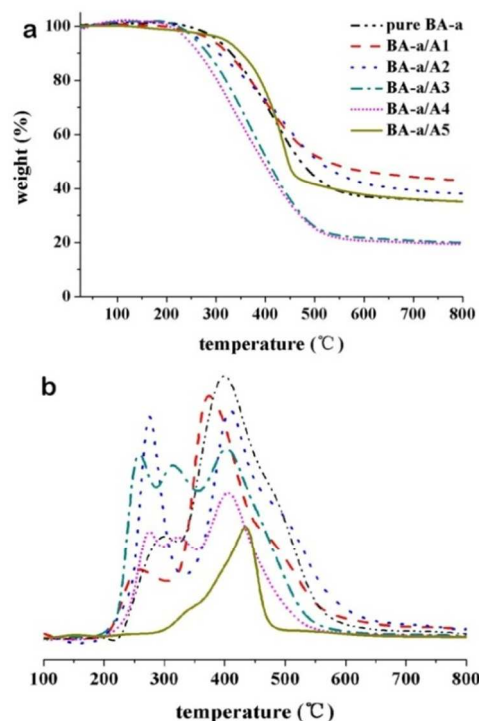 a
pure BA-a
BA-a/A1
BA-a/A2
BA-a/A3
BA-a/A4
BA-a/A5
weight (%)
100
80
60
40
20
0
100 200 300 400 500 600 700 800
temperature (℃)
b
100 200 300 400 500 600 700 800
temperature (℃)